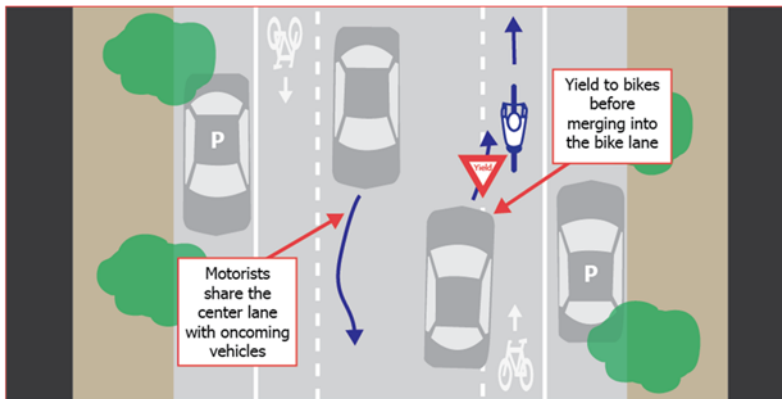 Yield to bikes
before
merging into
the bike lane
P
Yield
P
Motorists
share the
center lane
with oncoming
vehicles